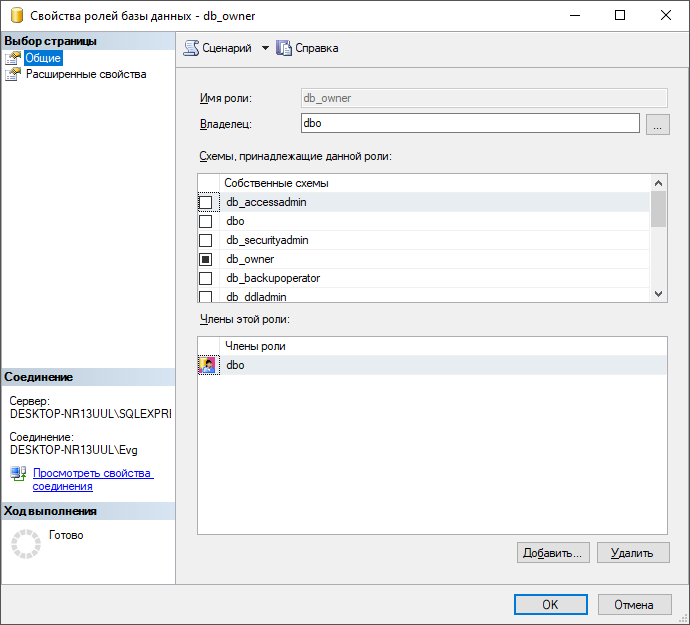 Свойства ролей базы данных - db_owner
Выбор страницы
Общие
Расширенные свойства
Сценарий
Справка
Имя роли:
db_owner
Владелец:
dbo
...
Схемы, принадлежащие данной роли:
Собственные схемы
db_accessadmin
dbo
db_securityadmin
db_owner
db_backupoperator
db_ddladmin
Члены этой роли:
Члены роли
dbo
Соединение
Сервер:
DESKTOP-NR13UUL\SQLEXPRE
Соединение:
DESKTOP-NR13UUL\Evg
Просмотреть свойства
соединения
Ход выполнения
Готово
Добавить...
Удалить
OK
Отмена